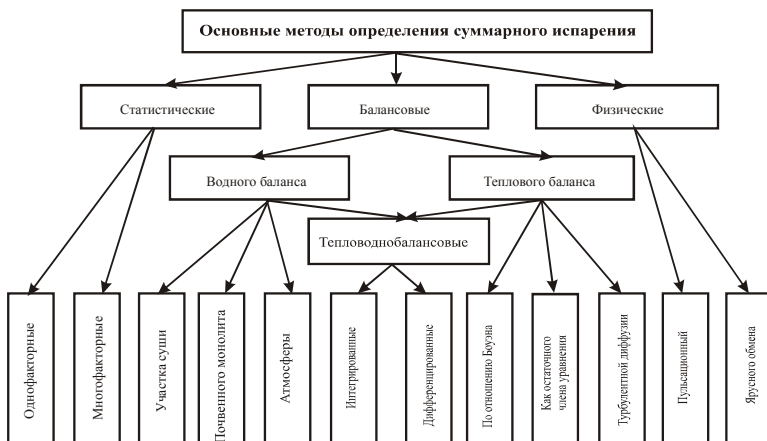 Основные методы определения суммарного испарения
Статистические
Балансовые
Физические
Водного баланса
Теплового баланса
Тепловоднобалансовые
Однофакторные
Многофакторные
Участка суши
Почвенного монолита
Атмосферы
Интегрированные
Дифференцированные
По отношению Боуэна
Как остаточного
члена уравнения
Турбулентной диффузии
Пульсационный
Ярусного обмена